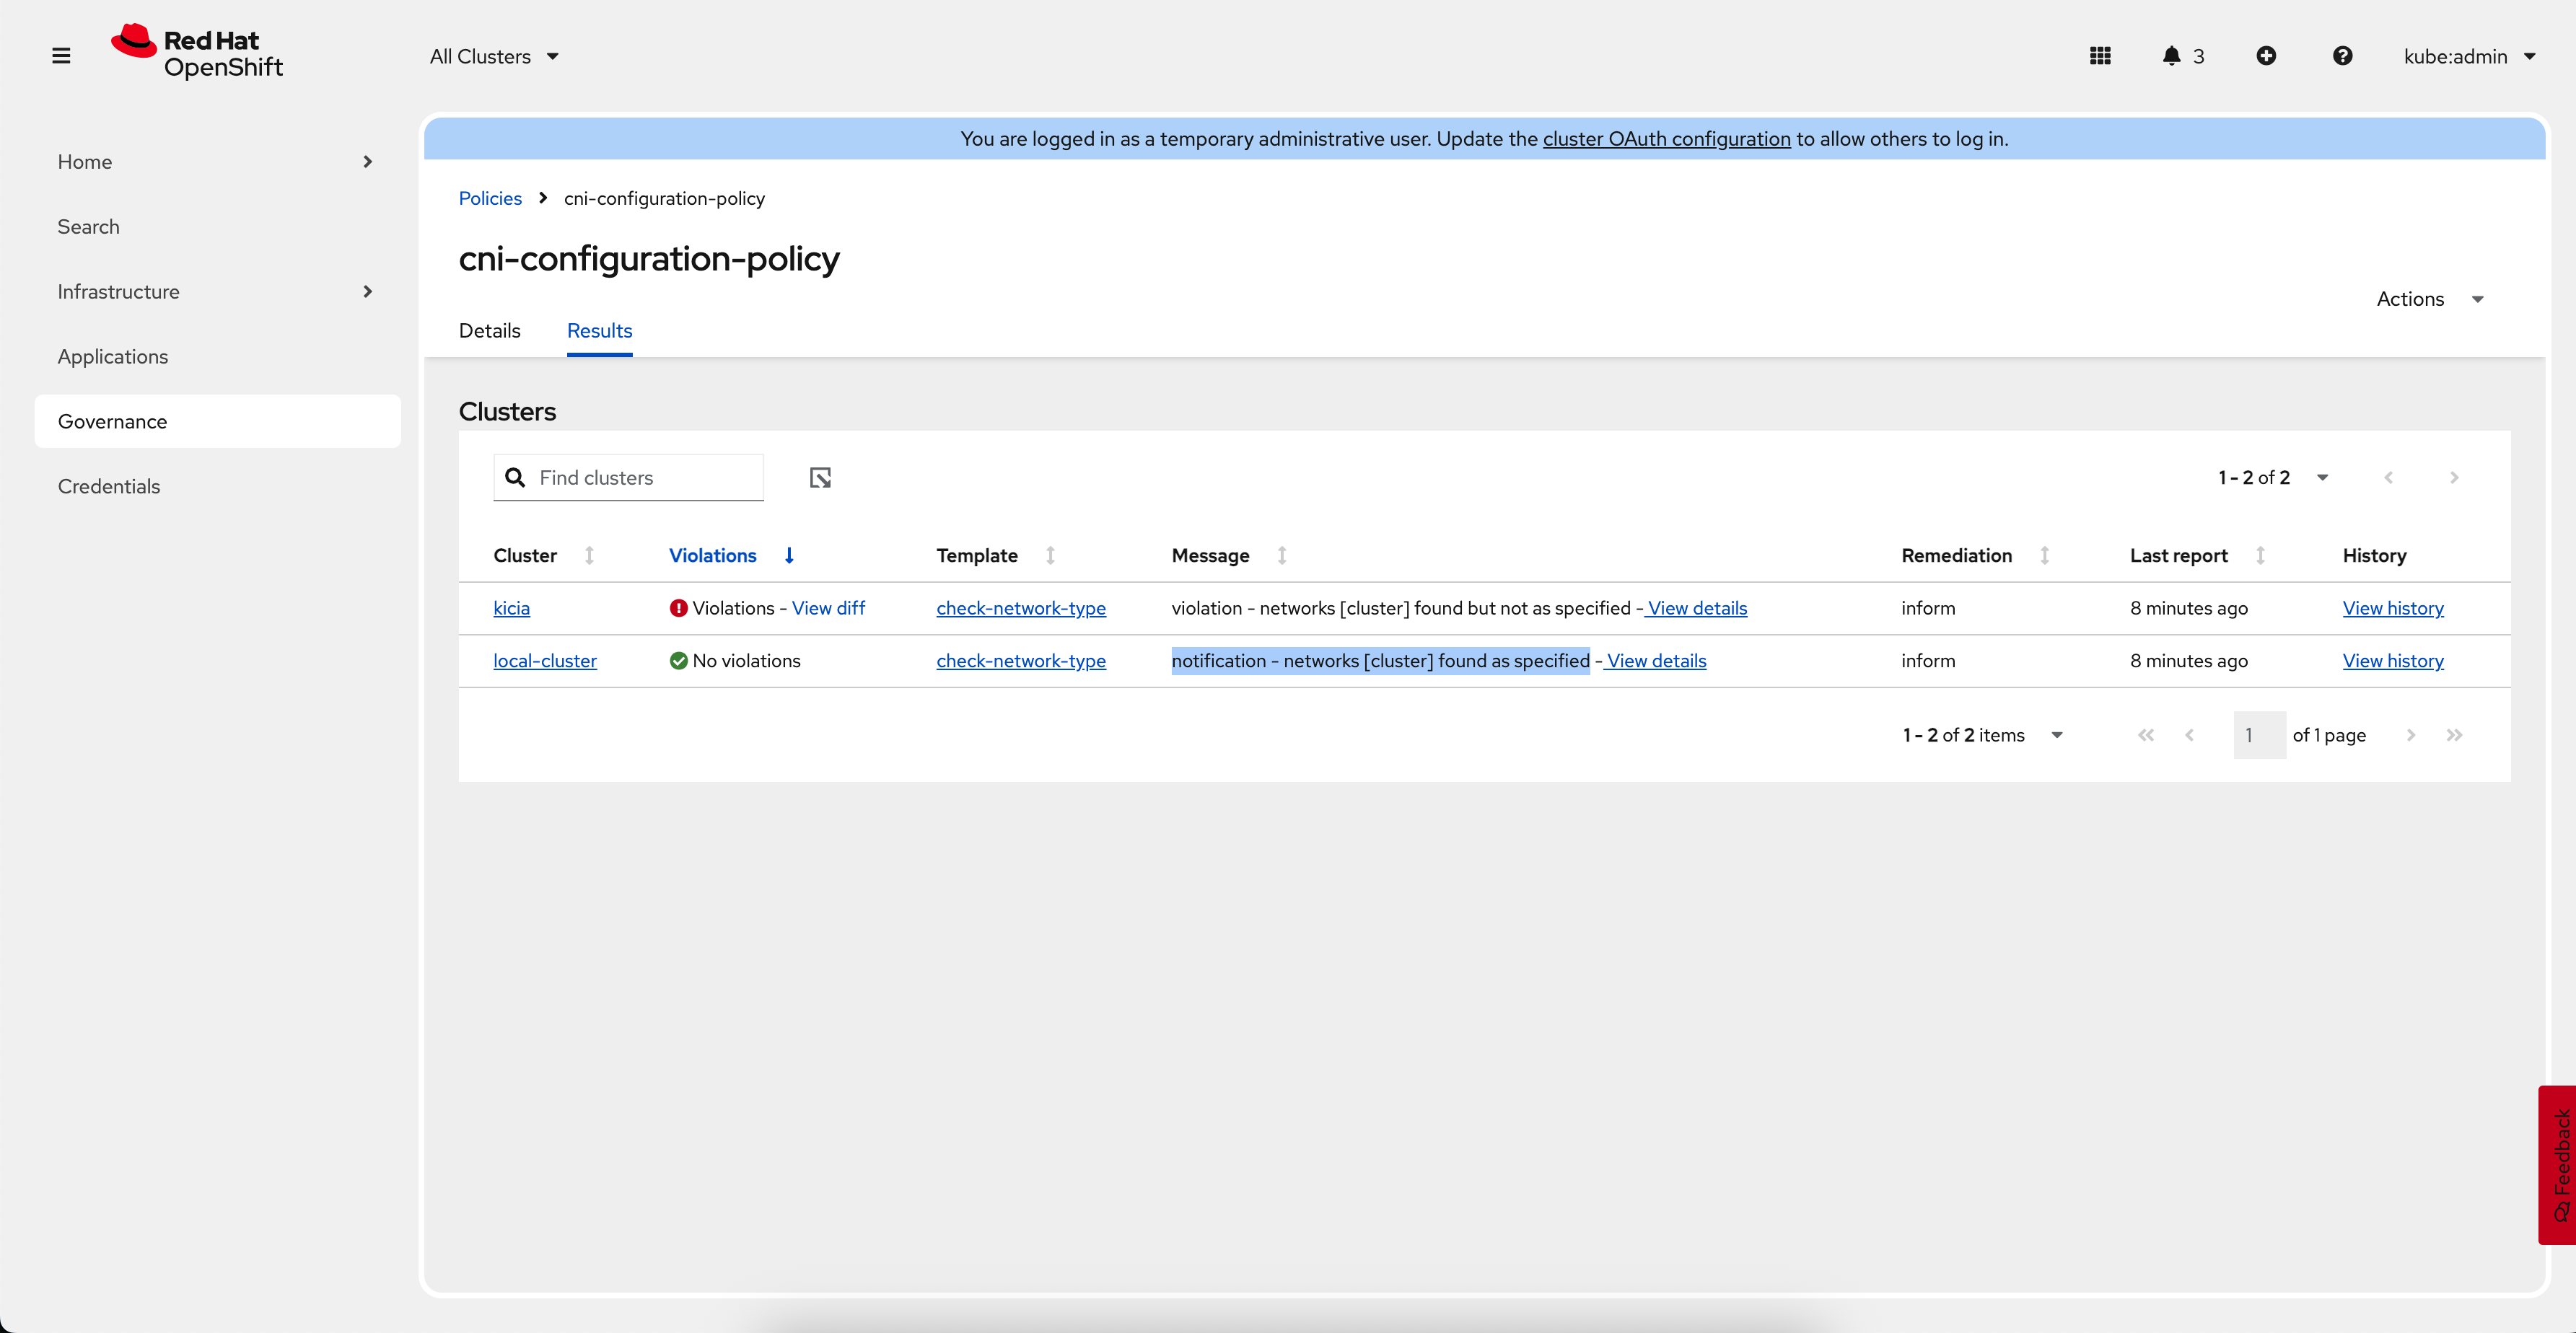 Red Hat
OpenShift
All Clusters
3
kube:admin
Home
Search
Infrastructure
Applications
Governance
Credentials
You are logged in as a temporary administrative user. Update the cluster OAuth configuration to allow others to log in.
Policies > cni-configuration-policy
cni-configuration-policy
Actions
Details Results
Clusters
Find clusters
1 - 2 of 2
Cluster Violations Template Message Remediation Last report History
kicia Violations - View diff check-network-type violation - networks [cluster] found but not as specified - View details inform 8 minutes ago View history
local-cluster No violations check-network-type notification - networks [cluster] found as specified - View details inform 8 minutes ago View history
1 - 2 of 2 items 1 of 1 page
Feedback